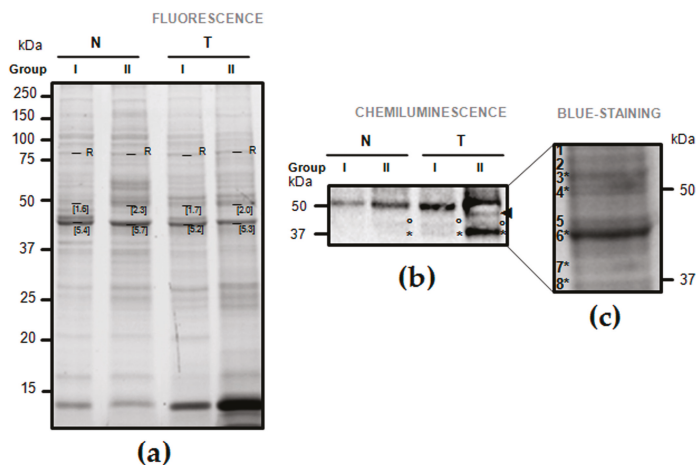 FLUORESCENCE
kDa
N T
Group I II I II
250
150
100
75
R R R R
50
[1.6] [2.3] [1.7] [2.0]
[5.4] [5.7] [5.2] [5.3]
37
25
20
15
(a)
CHEMILUMINESCENCE
N T
Group I II I II
kDa
50
37
* * *
(b)
BLUE-STAINING
1
2
3*
4*
5
6*
7*
8*
kDa
50
37
(c)